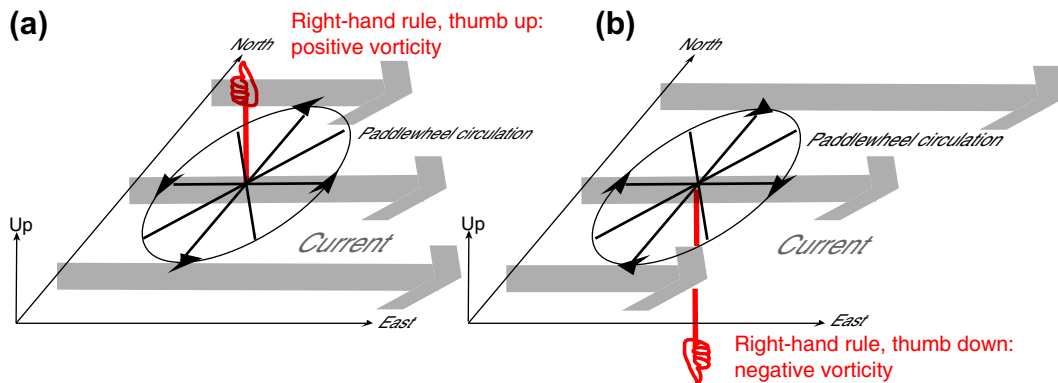 (a)
Right-hand rule, thumb up:
positive vorticity
North
Paddlewheel circulation
Current
Up
East
(b)
North
Paddlewheel circulation
Current
Up
East
Right-hand rule, thumb down:
negative vorticity